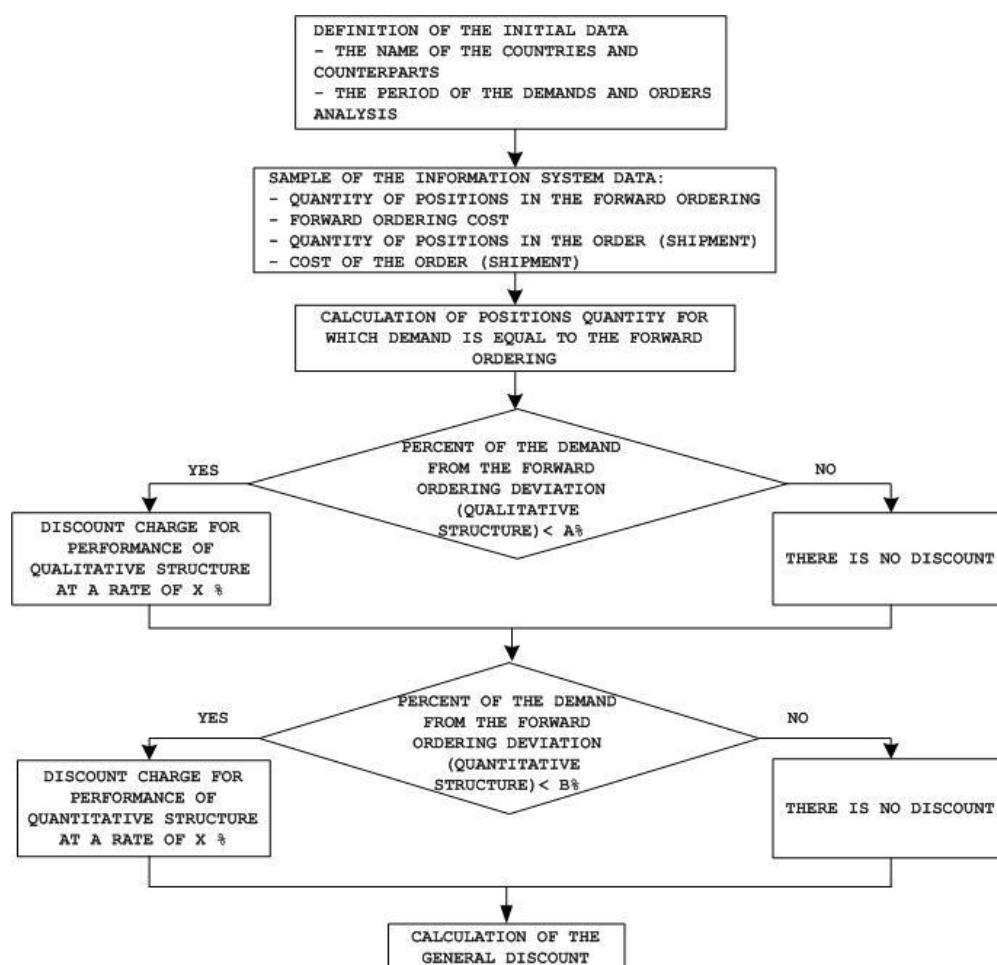 DEFINITION OF THE INITIAL DATA
- THE NAME OF THE COUNTRIES AND
COUNTERPARTS
- THE PERIOD OF THE DEMANDS AND ORDERS
ANALYSIS
SAMPLE OF THE INFORMATION SYSTEM DATA:
- QUANTITY OF POSITIONS IN THE FORWARD ORDERING
- FORWARD ORDERING COST
- QUANTITY OF POSITIONS IN THE ORDER (SHIPMENT)
- COST OF THE ORDER (SHIPMENT)
CALCULATION OF POSITIONS QUANTITY FOR
WHICH DEMAND IS EQUAL TO THE FORWARD
ORDERING
PERCENT OF THE DEMAND
FROM THE FORWARD
ORDERING DEVIATION
(QUALITATIVE
STRUCTURE)< A%
YES
NO
DISCOUNT CHARGE FOR
PERFORMANCE OF
QUALITATIVE STRUCTURE
AT A RATE OF X %
THERE IS NO DISCOUNT
PERCENT OF THE DEMAND
FROM THE FORWARD
ORDERING DEVIATION
(QUANTITATIVE
STRUCTURE)< B%
YES
NO
DISCOUNT CHARGE FOR
PERFORMANCE OF
QUANTITATIVE STRUCTURE
AT A RATE OF X %
THERE IS NO DISCOUNT
CALCULATION OF THE
GENERAL DISCOUNT